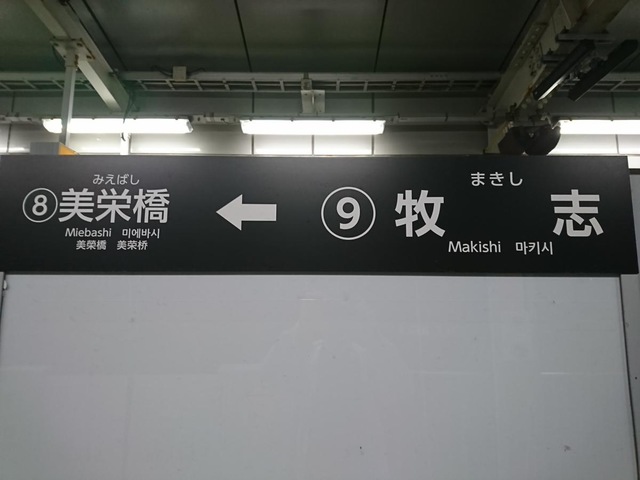 みえばし
⑧美栄橋
Miebashi 미에바시
美榮橋 美荣桥
←
まきし
⑨牧志
Makishi 마키시